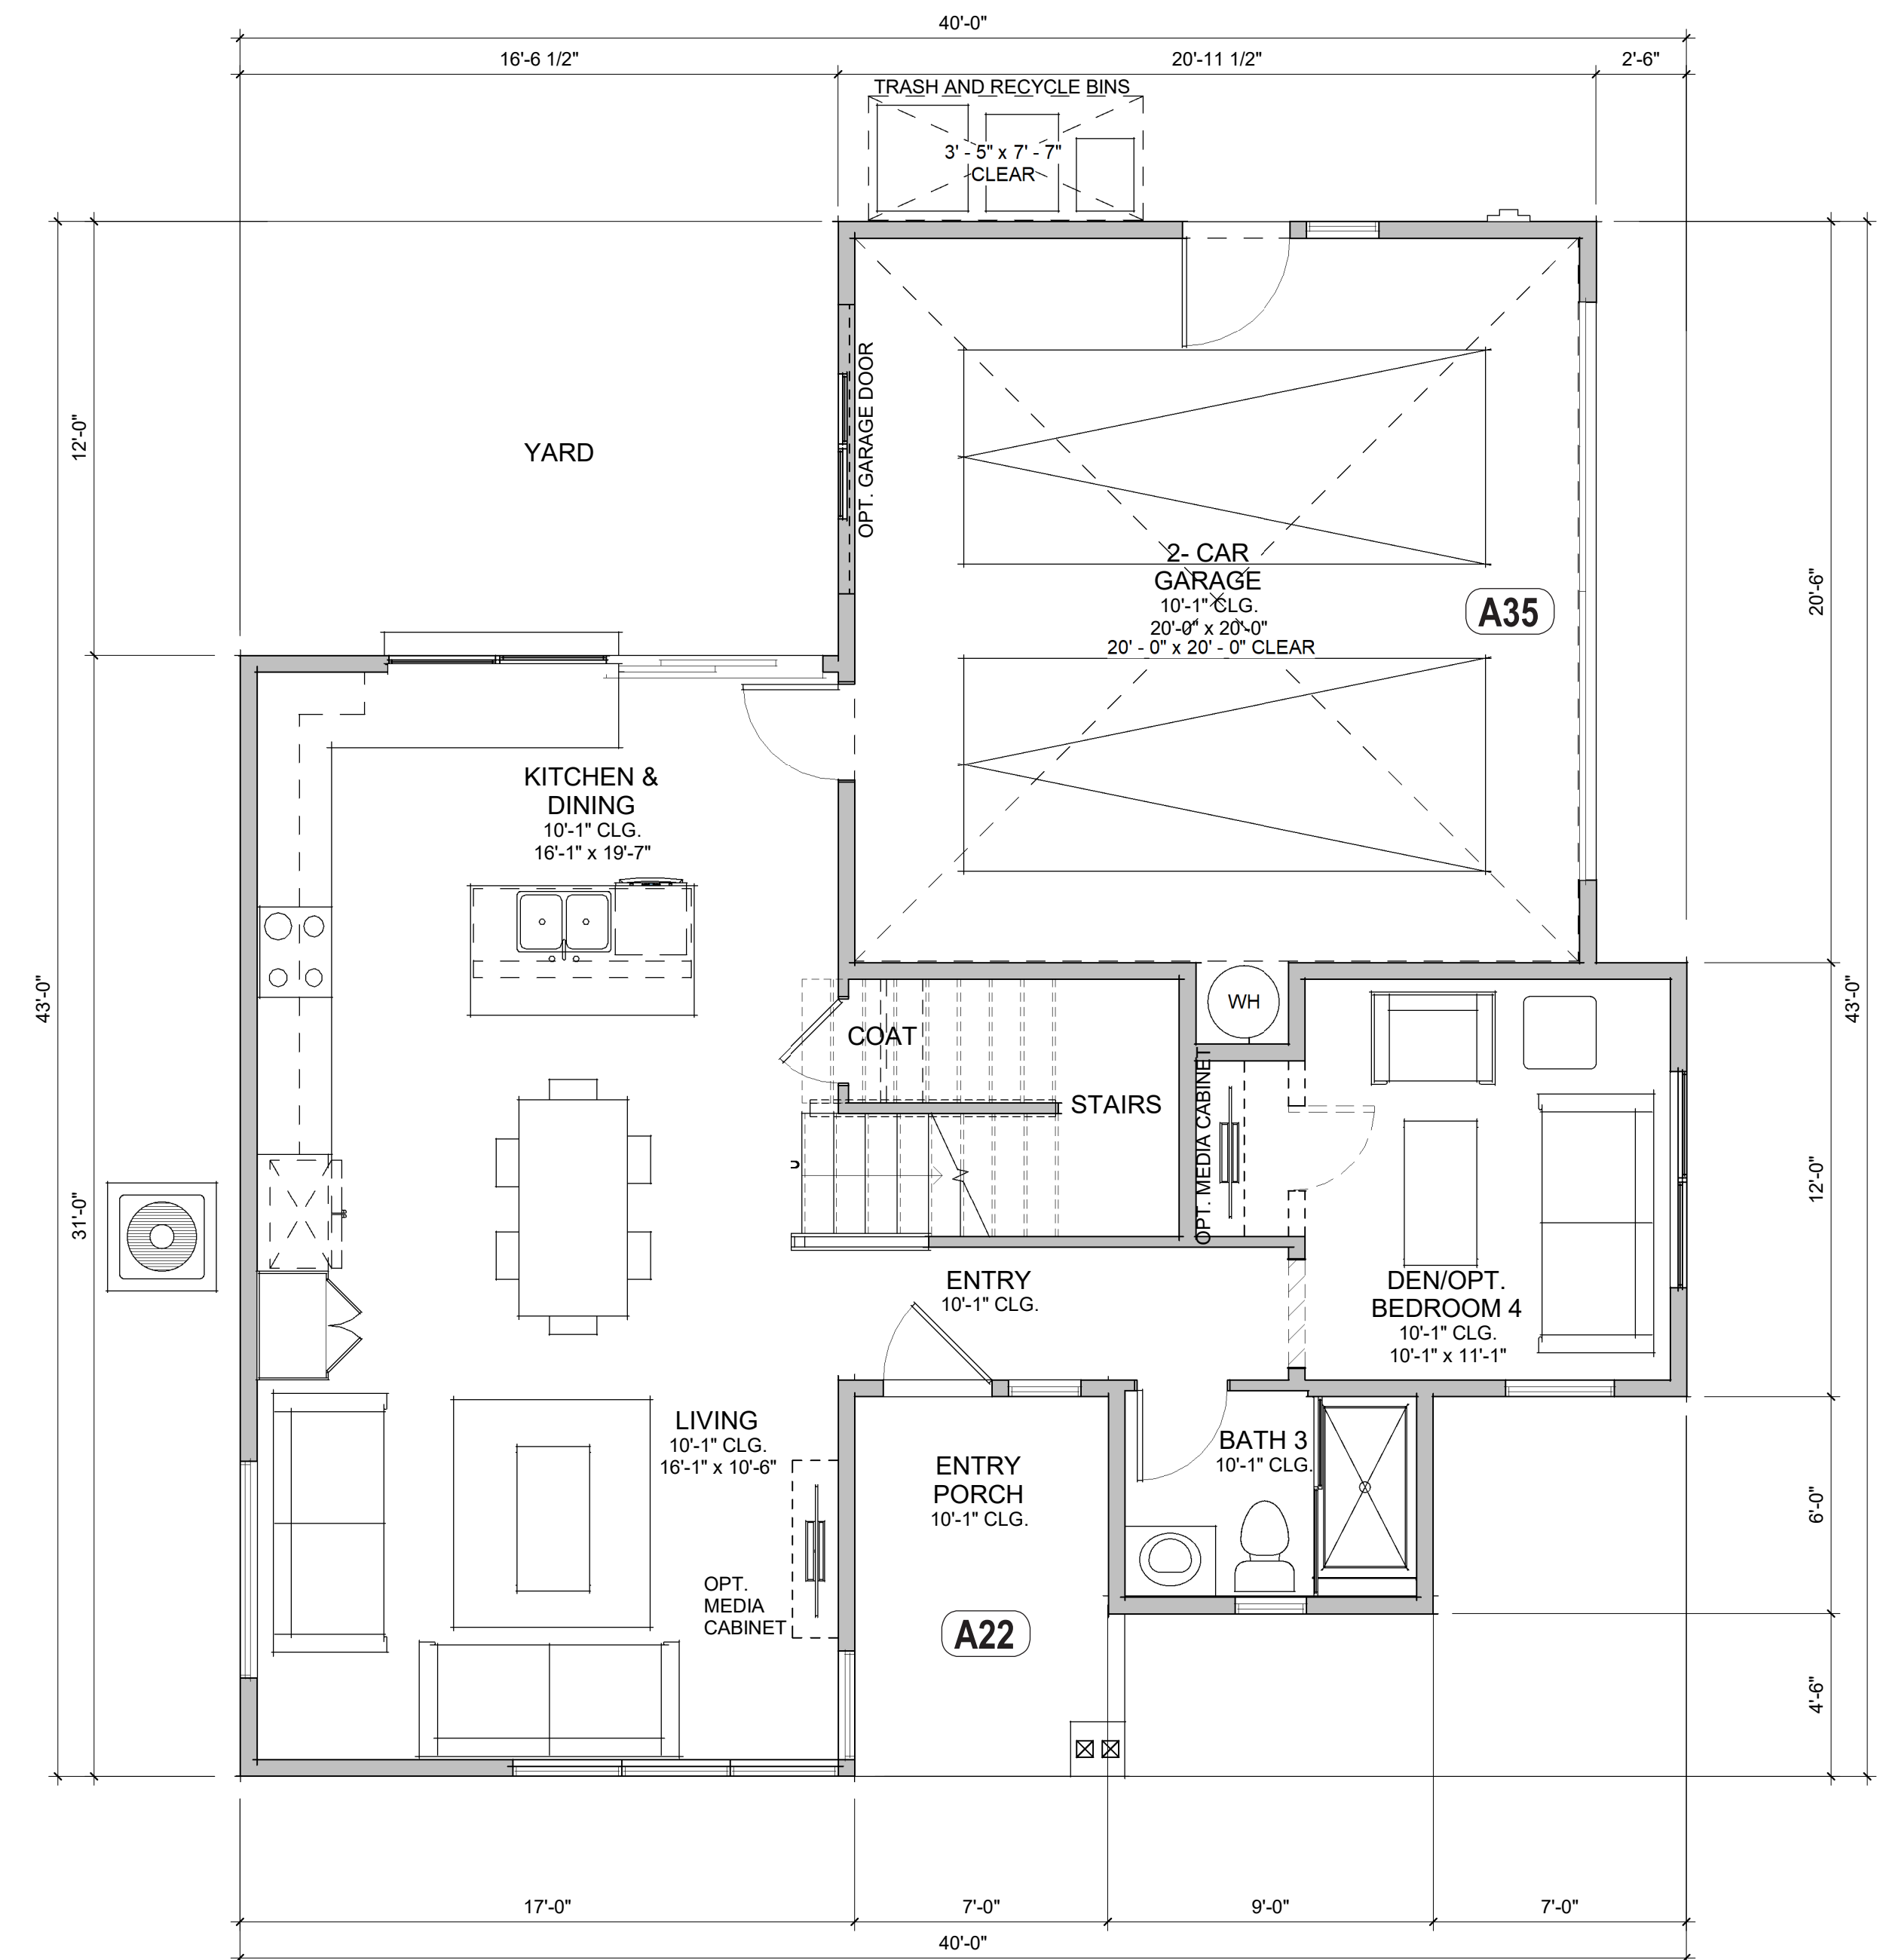 40'-0"
16'-6 1/2"
20'-11 1/2"
2'-6"
TRASH AND RECYCLE BINS
3' - 5" x 7' - 7"
CLEAR
12'-0"
YARD
OPT. GARAGE DOOR
2- CAR
GARAGE
10'-1" CLG.
20'-0" x 20'-0"
20' - 0" x 20' - 0" CLEAR
A35
20'-6"
KITCHEN &
DINING
10'-1" CLG.
16'-1" x 19'-7"
43'-0"
43'-0"
WH
COAT
STAIRS
OPT. MEDIA CABINET
31'-0"
12'-0"
ENTRY
10'-1" CLG.
DEN/OPT.
BEDROOM 4
10'-1" CLG.
10'-1" x 11'-1"
LIVING
10'-1" CLG.
16'-1" x 10'-6"
BATH 3
10'-1" CLG.
ENTRY
PORCH
10'-1" CLG.
6'-0"
OPT.
MEDIA
CABINET
A22
4'-6"
17'-0"
7'-0"
9'-0"
7'-0"
40'-0"